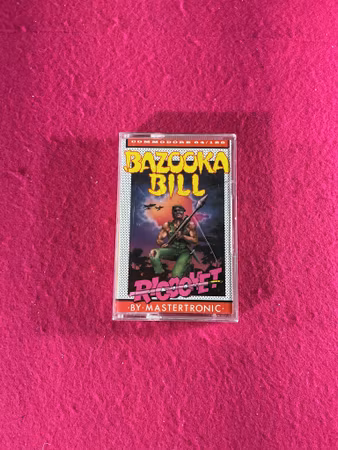 COMMODORE 64/128
BAZOOKA
BILL
RICOCHET
·BY·MASTERTRONIC·